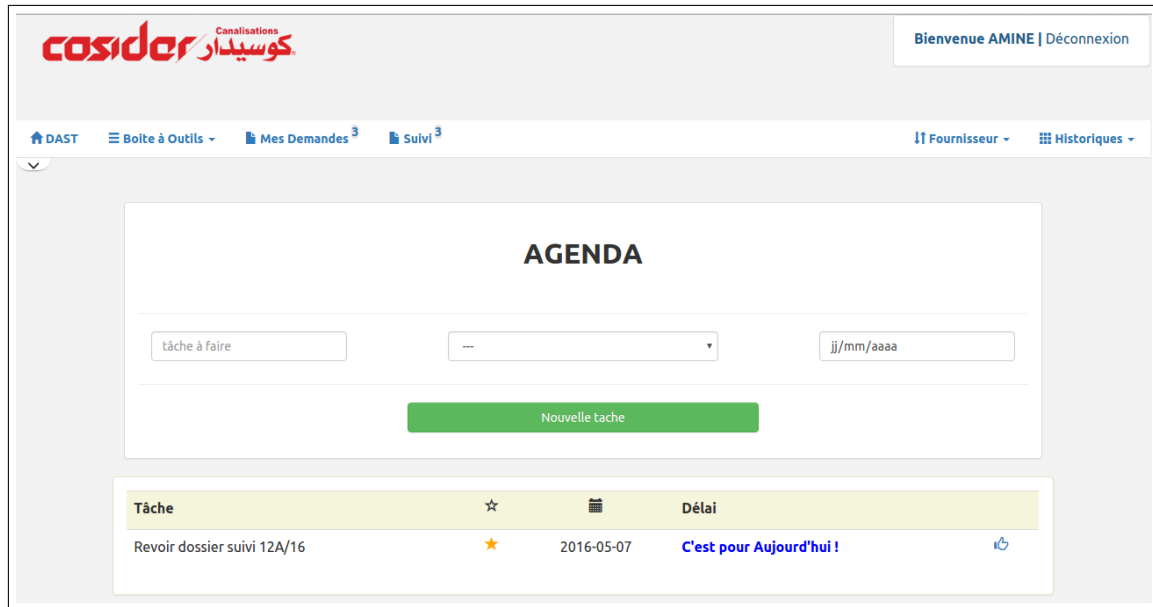 Canalisations
cosider كوسيدار
Bienvenue AMINE | Déconnexion
DAST Boite à Outils Mes Demandes 3 Suivi 3 Fournisseur Historiques
AGENDA
tâche à faire --- jj/mm/aaaa
Nouvelle tache
Tâche Délai
Revoir dossier suivi 12A/16 2016-05-07 C'est pour Aujourd'hui !